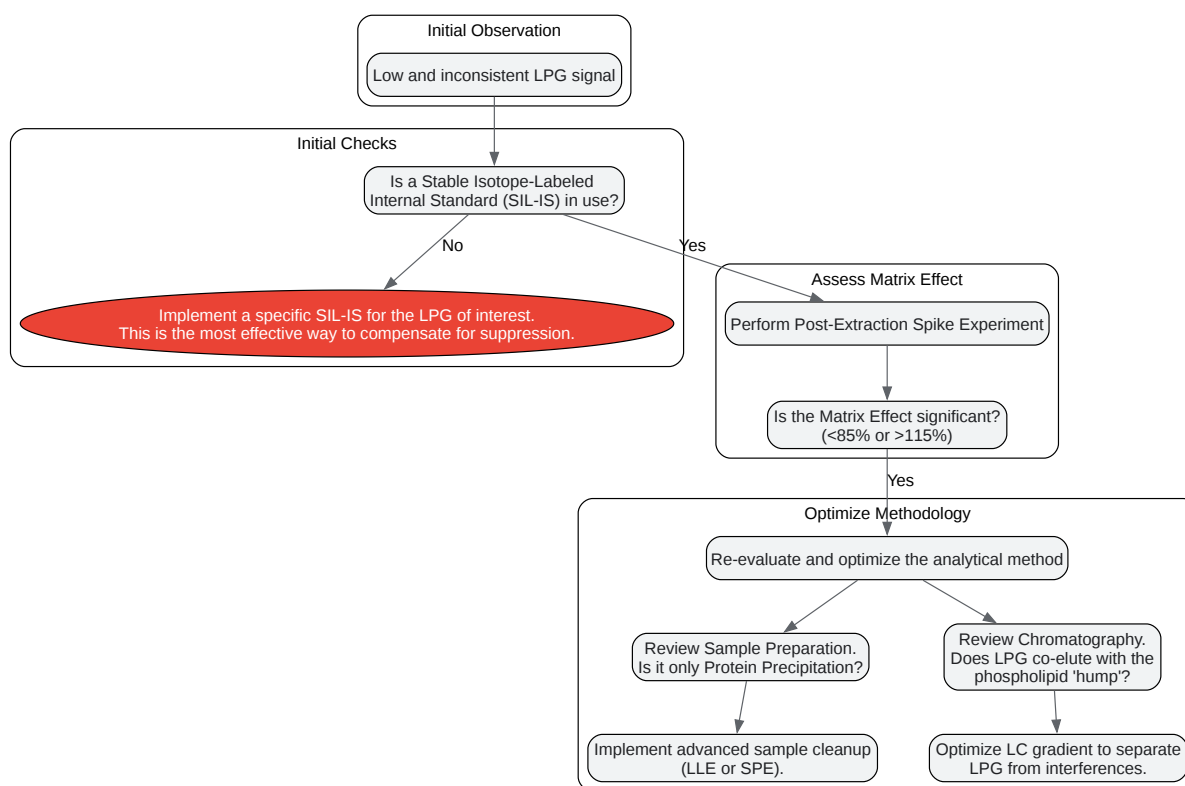 Initial Observation
Low and inconsistent LPG signal
Initial Checks
Is a Stable Isotope-Labeled
Internal Standard (SIL-IS) in use?
No
Yes
Implement a specific SIL-IS for the LPG of interest.
This is the most effective way to compensate for suppression.
Assess Matrix Effect
Perform Post-Extraction Spike Experiment
Is the Matrix Effect significant?
(<85% or >115%)
Yes
Optimize Methodology
Re-evaluate and optimize the analytical method
Review Sample Preparation.
Is it only Protein Precipitation?
Review Chromatography.
Does LPG co-elute with the
phospholipid 'hump'?
Implement advanced sample cleanup
(LLE or SPE).
Optimize LC gradient to separate
LPG from interferences.